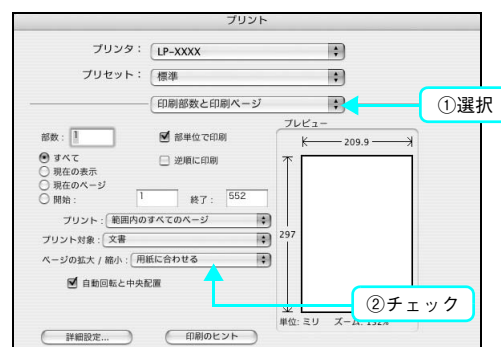 プリント
プリンタ： LP-XXXX
プリセット： 標準
印刷部数と印刷ページ
①選択
部数： 1
部単位で印刷
プレビュー
209.9
すべて
逆順に印刷
現在の表示
現在のページ
開始： 1 終了： 552
プリント： 範囲内のすべてのページ
プリント対象： 文書
297
ページの拡大 / 縮小： 用紙に合わせる
自動回転と中央配置
②チェック
単位: ミリ ズーム: 192%
詳細設定... 印刷のヒント